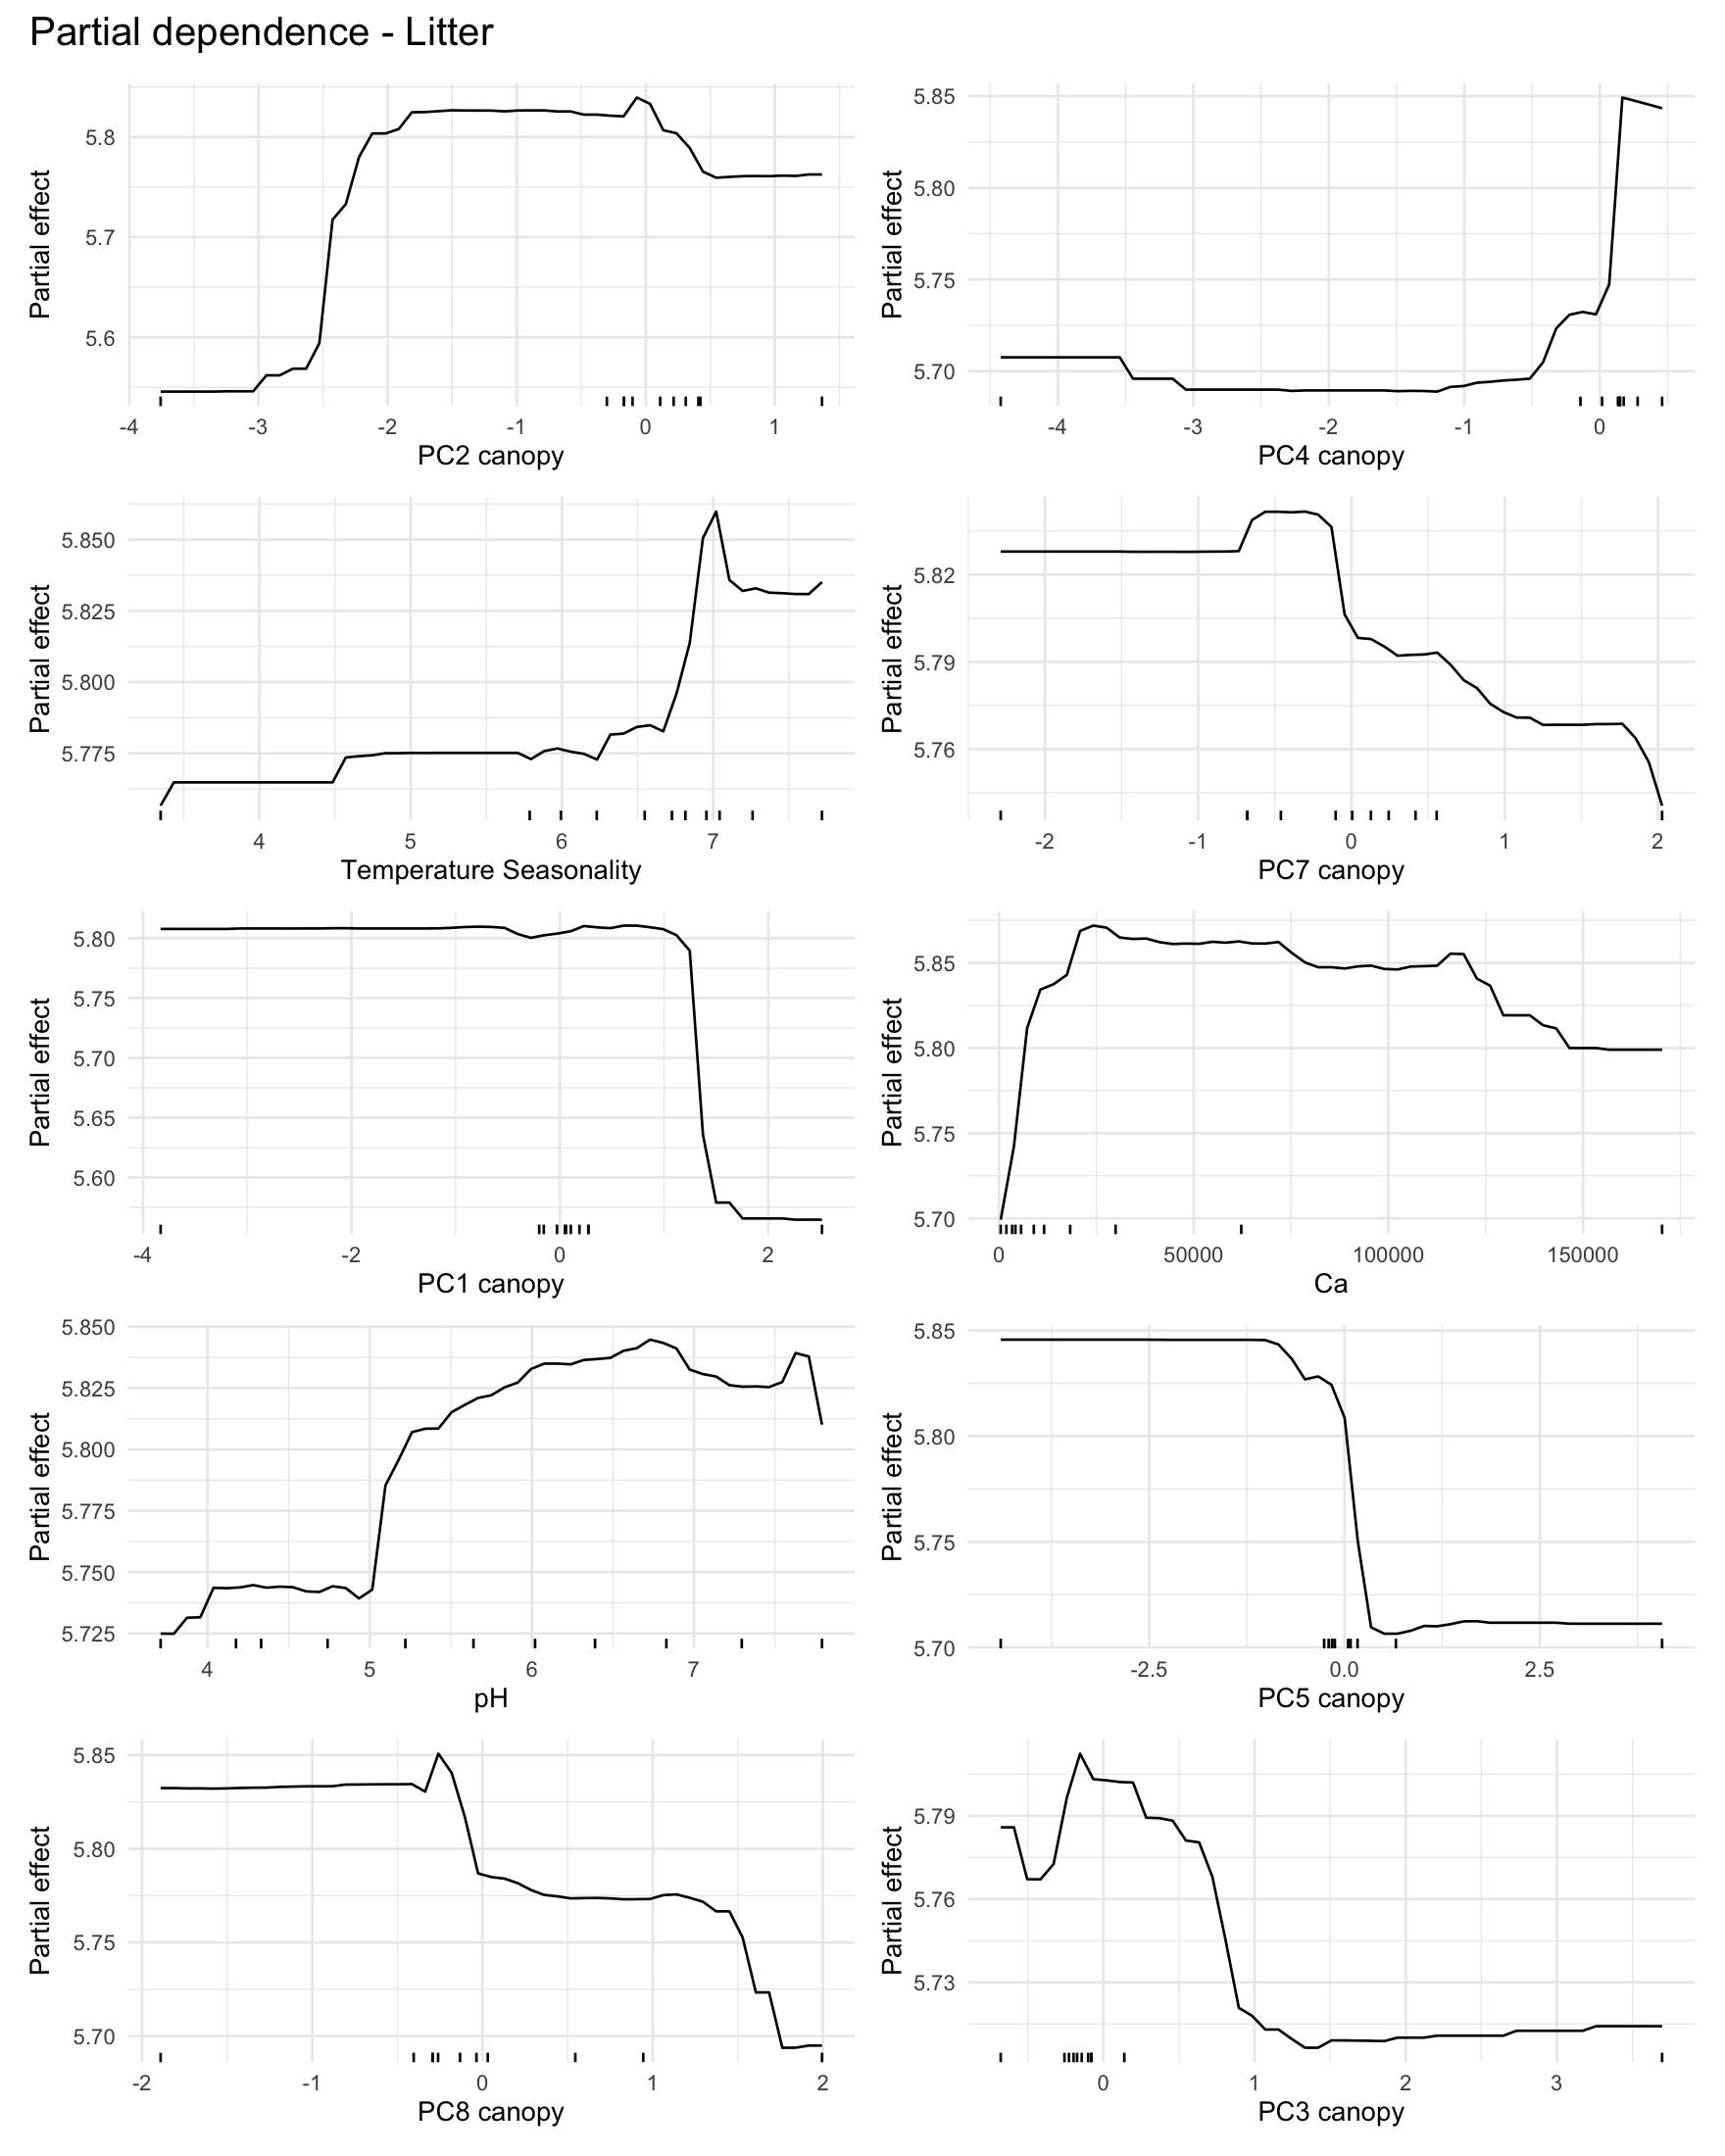 Partial dependence - Litter
Partial effect
5.8
5.7
5.6
-4 -3 -2 -1 0 1
PC2 canopy
Partial effect
5.85
5.80
5.75
5.70
-4 -3 -2 -1 0
PC4 canopy
Partial effect
5.850
5.825
5.800
5.775
4 5 6 7
Temperature Seasonality
Partial effect
5.82
5.79
5.76
-2 -1 0 1 2
PC7 canopy
Partial effect
5.80
5.75
5.70
5.65
5.60
-4 -2 0 2
PC1 canopy
Partial effect
5.85
5.80
5.75
5.70
0 50000 100000 150000
Ca
Partial effect
5.850
5.825
5.800
5.775
5.750
5.725
4 5 6 7
pH
Partial effect
5.85
5.80
5.75
5.70
-2.5 0.0 2.5
PC5 canopy
Partial effect
5.85
5.80
5.75
5.70
-2 -1 0 1 2
PC8 canopy
Partial effect
5.79
5.76
5.73
0 1 2 3
PC3 canopy